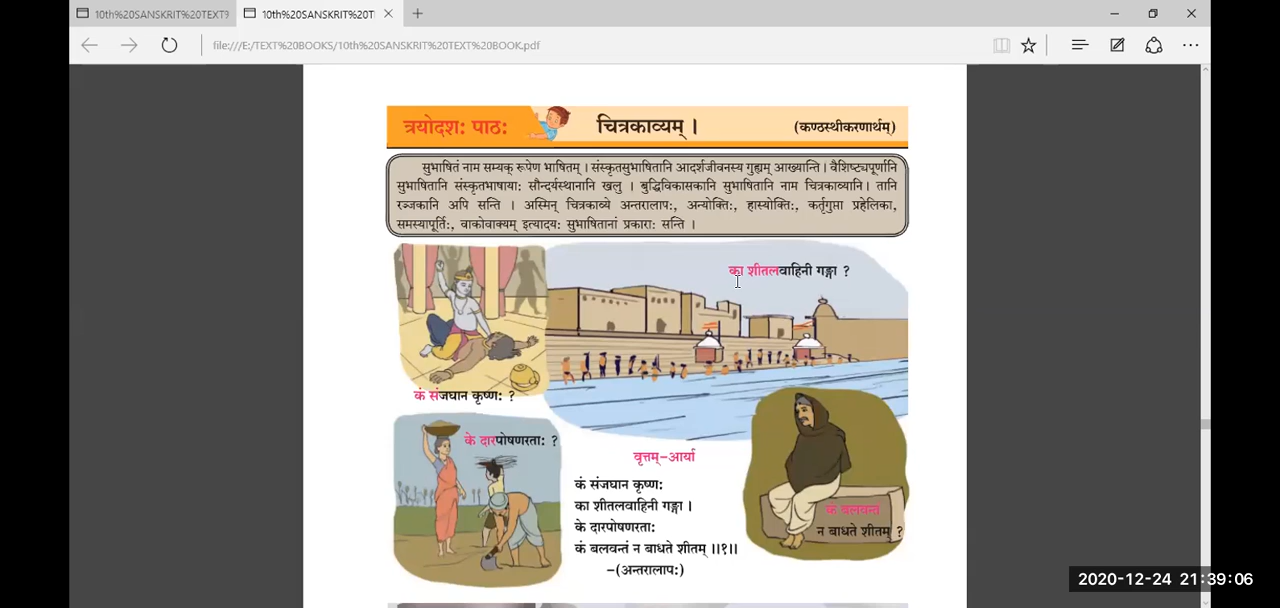 10th%20SANSKRIT%20TEXT%
10th%20SANSKRIT%20TI
file:///E:/TEXT%20BOOKS/10th%20SANSKRIT%20TEXT%20BOOK.pdf
त्रयोदशः पाठः चित्रकाव्यम् । (कण्ठस्थीकरणार्थम्)
सुभाषितं नाम सम्यक् रूपेण भाषितम् । संस्कृतसुभाषितानि आदर्शजीवनस्य गुह्यम् आख्यान्ति । वैशिष्ट्यपूर्णानि
सुभाषितानि संस्कृतभाषायाः सौन्दर्यस्थानानि खलु । बुद्धिविकासकानि सुभाषितानि नाम चित्रकाव्यानि। तानि
रञ्जकानि अपि सन्ति । अस्मिन् चित्रकाव्ये अन्तरालापः, अन्योक्तिः, हास्योक्तिः, कर्तृगुप्ता प्रहेलिका,
समस्यापूर्तिः, वाकोवाक्यम् इत्यादयः सुभाषितानां प्रकाराः सन्ति ।
का शीतलवाहिनी गङ्गा ?
कं संजघान कृष्णः ?
के दारपोषणरताः ?
वृत्तम्-आर्या
कं संजघान कृष्णः
का शीतलवाहिनी गङ्गा ।
के दारपोषणरताः
कं बलवन्तं न बाधते शीतम् ।।१।।
-(अन्तरालापः)
कं बलवन्तं
न बाधते शीतम् ?
2020-12-24 21:39:06